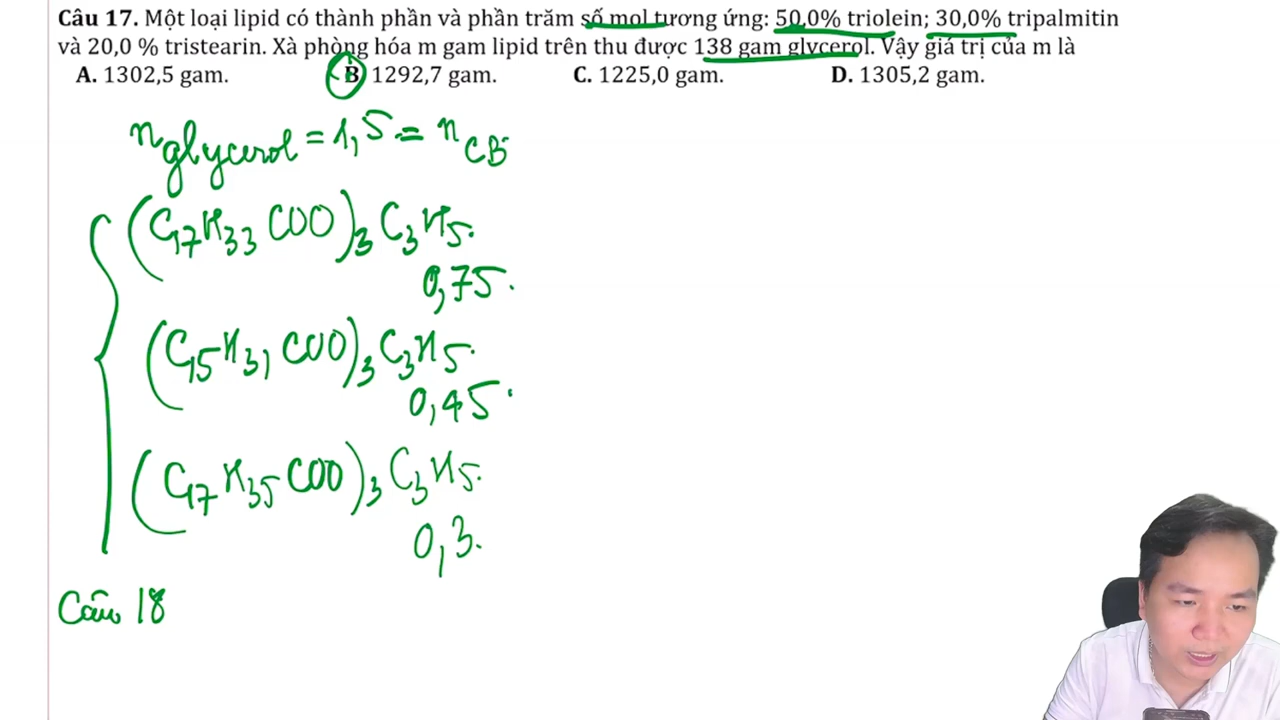 Câu 17. Một loại lipid có thành phần và phần trăm số mol tương ứng: 50,0% triolein; 30,0% tripalmitin
và 20,0 % tristearin. Xà phòng hóa m gam lipid trên thu được 138 gam glycerol. Vậy giá trị của m là
A. 1302,5 gam. B. 1292,7 gam. C. 1225,0 gam. D. 1305,2 gam.
n glycerol = 1,5 = n CB
(C17H33COO)3C3H5.
0,75.
(C15H31COO)3C3H5.
0,45.
(C17H35COO)3C3H5.
0,3.
Câu 18